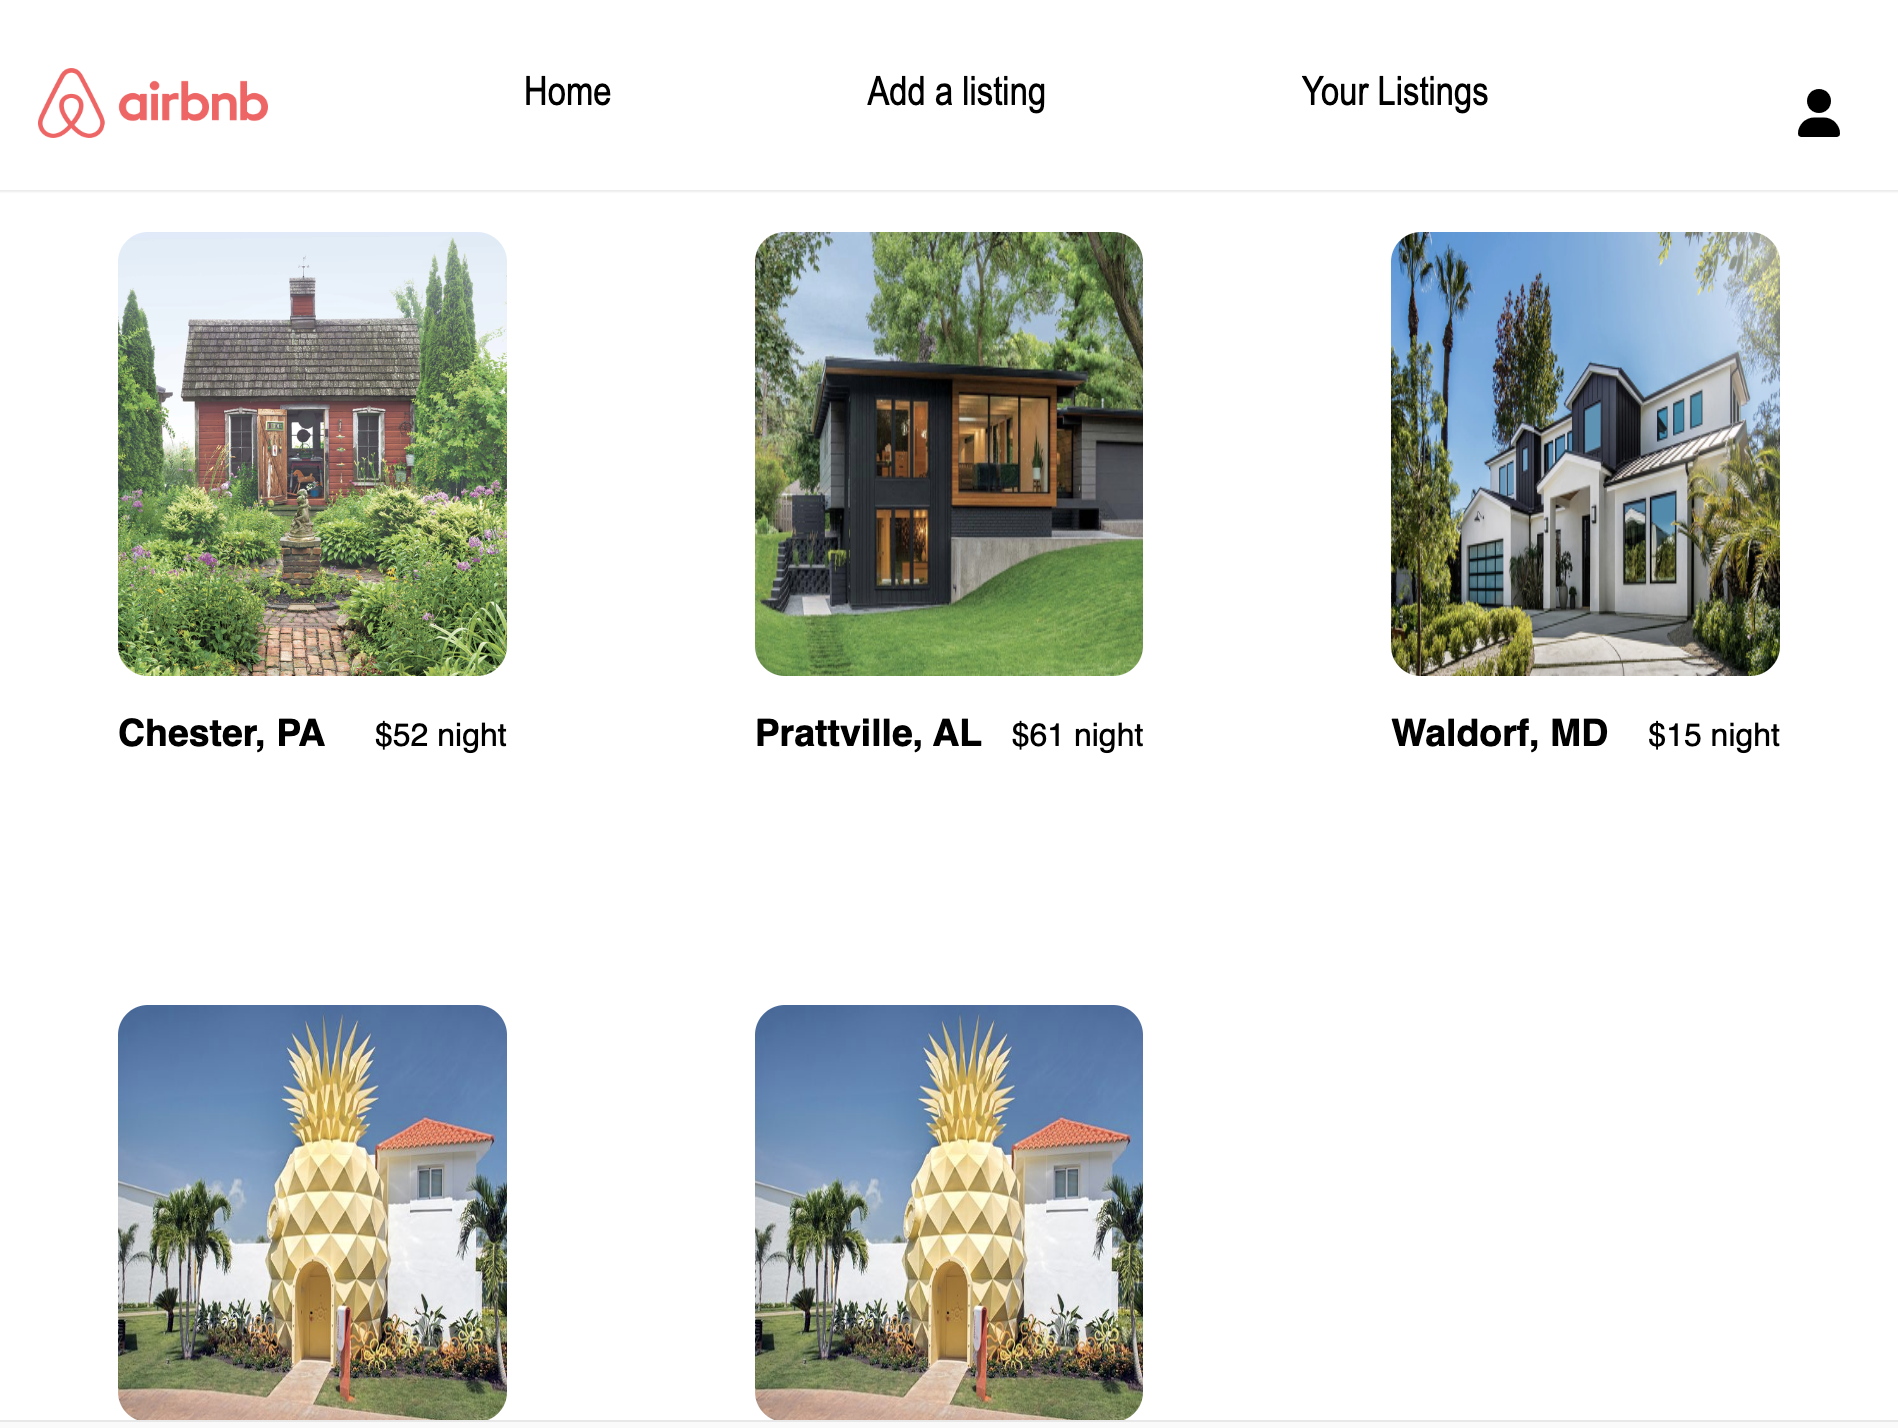 airbnb
Home
Add a listing
Your Listings
Chester, PA $52 night
Prattville, AL $61 night
Waldorf, MD $15 night